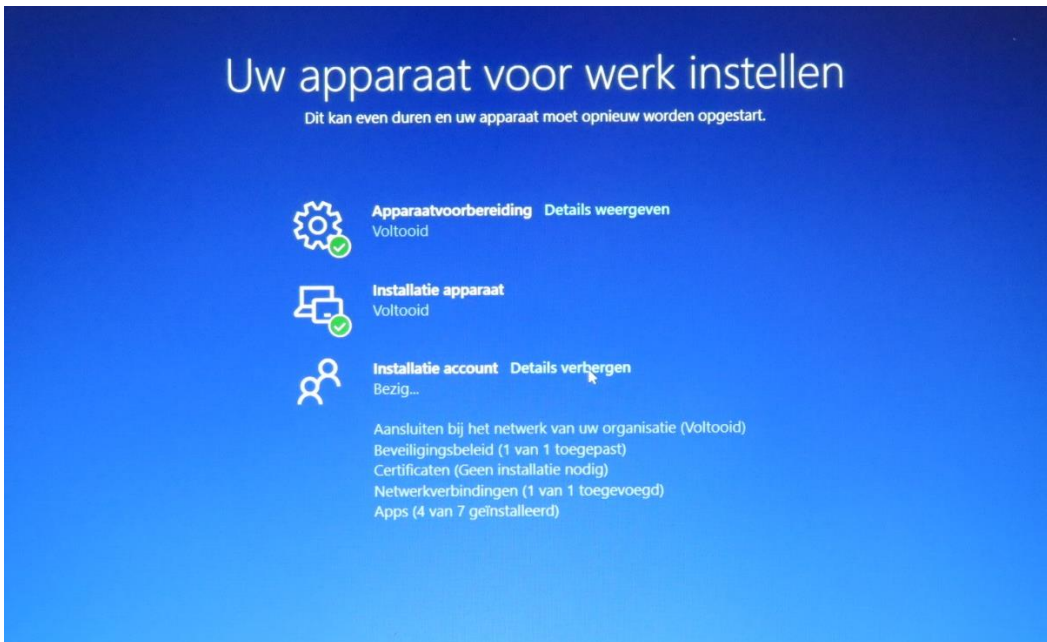 Uw apparaat voor werk instellen
Dit kan even duren en uw apparaat moet opnieuw worden opgestart.
Apparaatvoorbereiding Details weergeven
Voltooid
Installatie apparaat
Voltooid
Installatie account Details verbergen
Bezig...
Aansluiten bij het netwerk van uw organisatie (Voltooid)
Beveiligingsbeleid (1 van 1 toegepast)
Certificaten (Geen installatie nodig)
Netwerkverbindingen (1 van 1 toegevoegd)
Apps (4 van 7 geïnstalleerd)